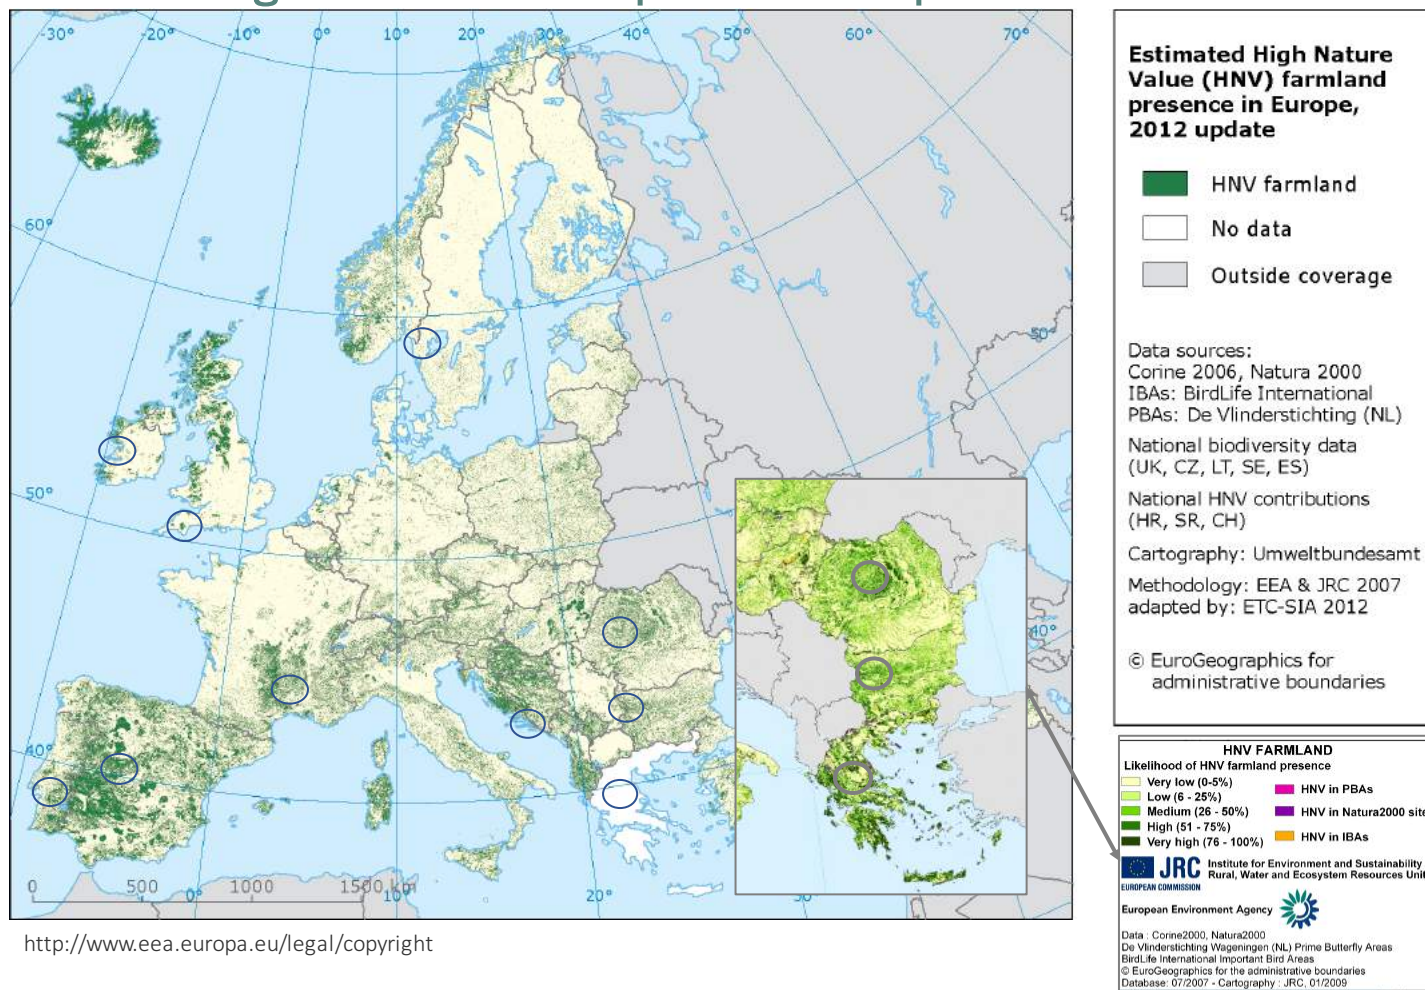 -30°
-20°
-10°
0°
10°
20°
30°
40°
50°
60°
70°
60°
50°
50°
40°
40°
0
500
1000
1500 km
0°
10°
20°
30°
Estimated High Nature
Value (HNV) farmland
presence in Europe,
2012 update
HNV farmland
No data
Outside coverage
Data sources:
Corine 2006, Natura 2000
IBAs: BirdLife International
PBAs: De Vlinderstichting (NL)
National biodiversity data
(UK, CZ, LT, SE, ES)
National HNV contributions
(HR, SR, CH)
Cartography: Umweltbundesamt
Methodology: EEA & JRC 2007
adapted by: ETC-SIA 2012
© EuroGeographics for
administrative boundaries
HNV FARMLAND
Likelihood of HNV farmland presence
Very low (0-5%)
Low (6 - 25%)
Medium (26 - 50%)
High (51 - 75%)
Very high (76 - 100%)
HNV in PBAs
HNV in Natura2000 site
HNV in IBAs
JRC
EUROPEAN COMMISSION
Institute for Environment and Sustainability
Rural, Water and Ecosystem Resources Unit
European Environment Agency
Data : Corine2000, Natura2000
De Vlinderstichting Wageningen (NL) Prime Butterfly Areas
BirdLife International Important Bird Areas
© EuroGeographics for the administrative boundaries
Database: 07/2007 - Cartography : JRC, 01/2009
http://www.eea.europa.eu/legal/copyright